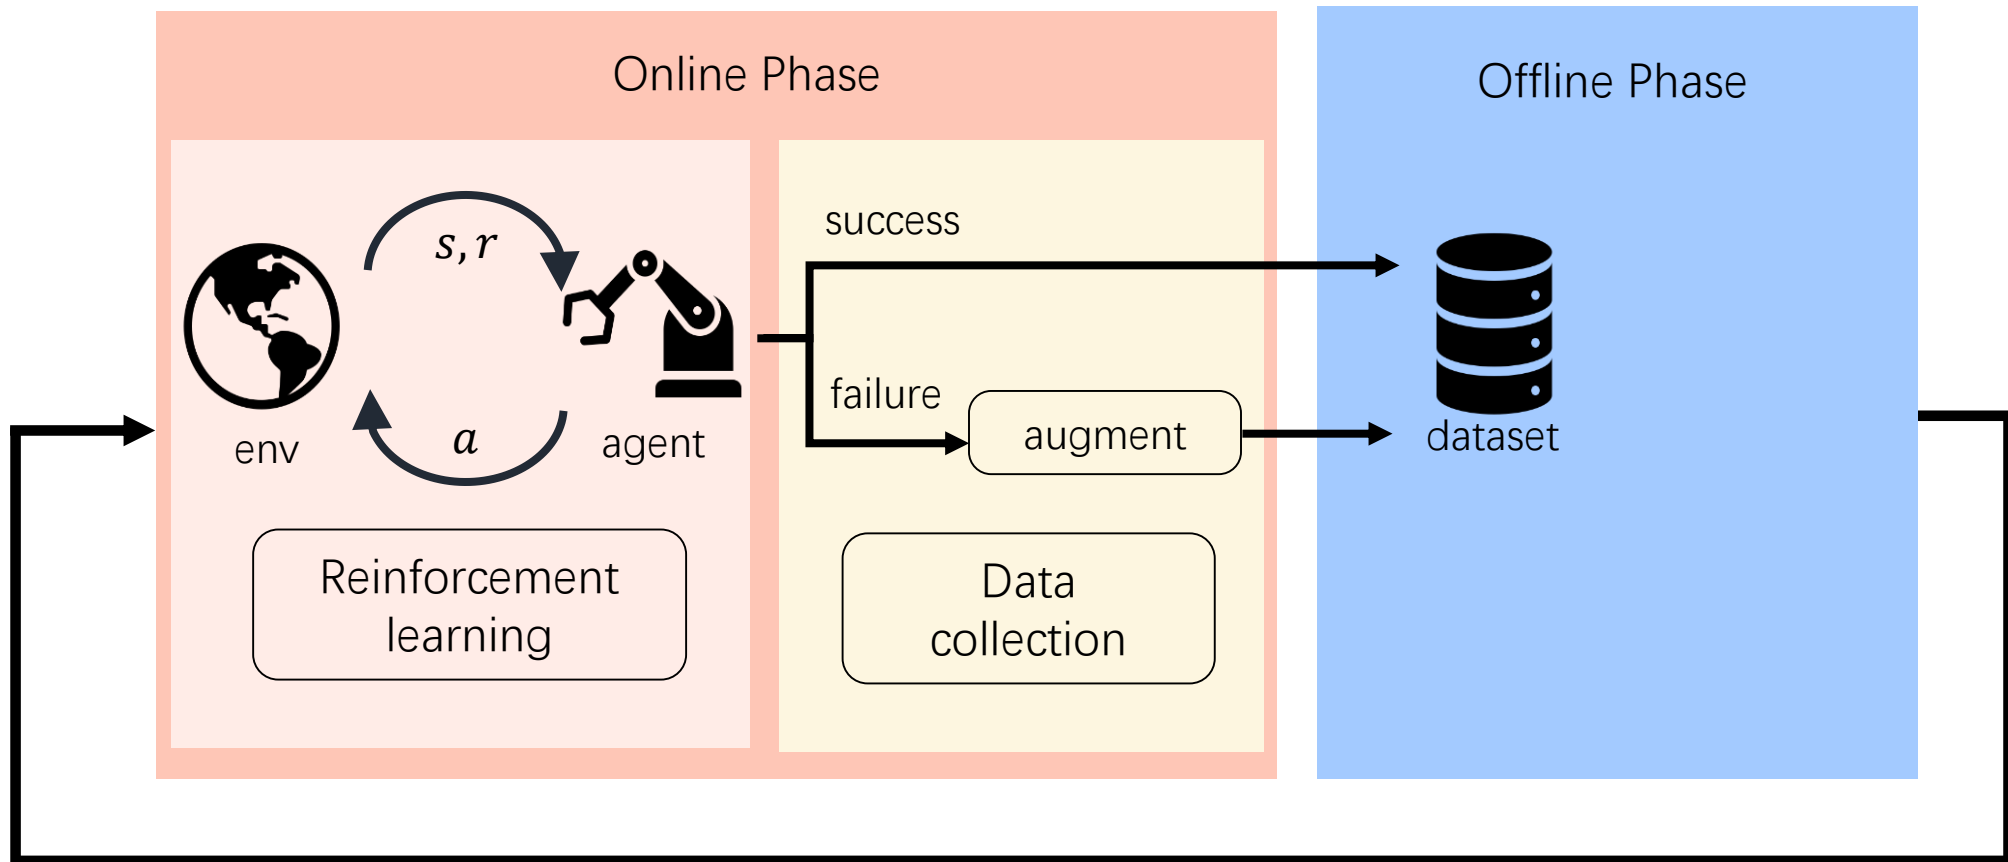 Online Phase
Offline Phase
s, r
success
env
a
agent
failure
augment
dataset
Reinforcement
learning
Data
collection